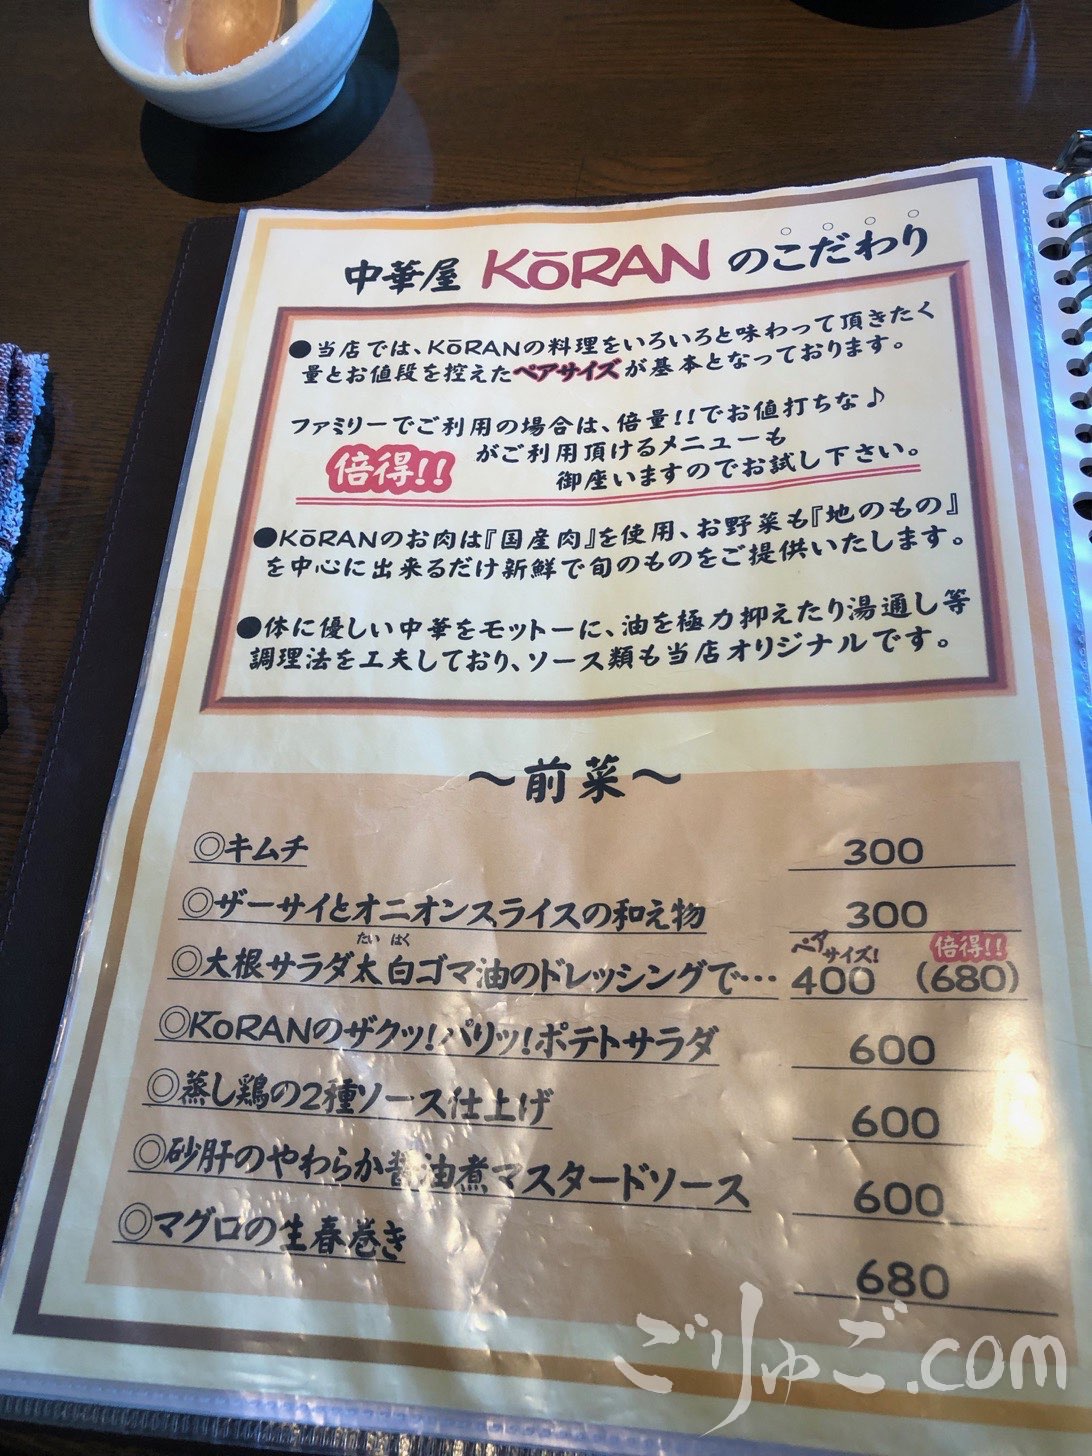 中華屋 KōRANのこだわり
●当店では、KōRANの料理をいろいろと味わって頂きたく
量とお値段を控えたペアサイズが基本となっております。
ファミリーでご利用の場合は、倍量!!でお値打ちな♪
倍得!! がご利用頂けるメニューも
御座いますのでお試し下さい。
●KōRANのお肉は『国産肉』を使用、お野菜も『地のもの』
を中心に出来るだけ新鮮で旬のものをご提供いたします。
●体に優しい中華をモットーに、油を極力抑えたり湯通し等
調理法を工夫しており、ソース類も当店オリジナルです。
～前菜～
◎キムチ 300
◎ザーサイとオニオンスライスの和え物 300
たい はく ペアサイズ! 倍得!!
◎大根サラダ太白ゴマ油のドレッシングで… 400 (680)
◎KōRANのザクッ!パリッ!ポテトサラダ 600
◎蒸し鶏の2種ソース仕上げ 600
◎砂肝のやわらか醤油煮マスタードソース 600
◎マグロの生春巻き 680
ごりゅご.com